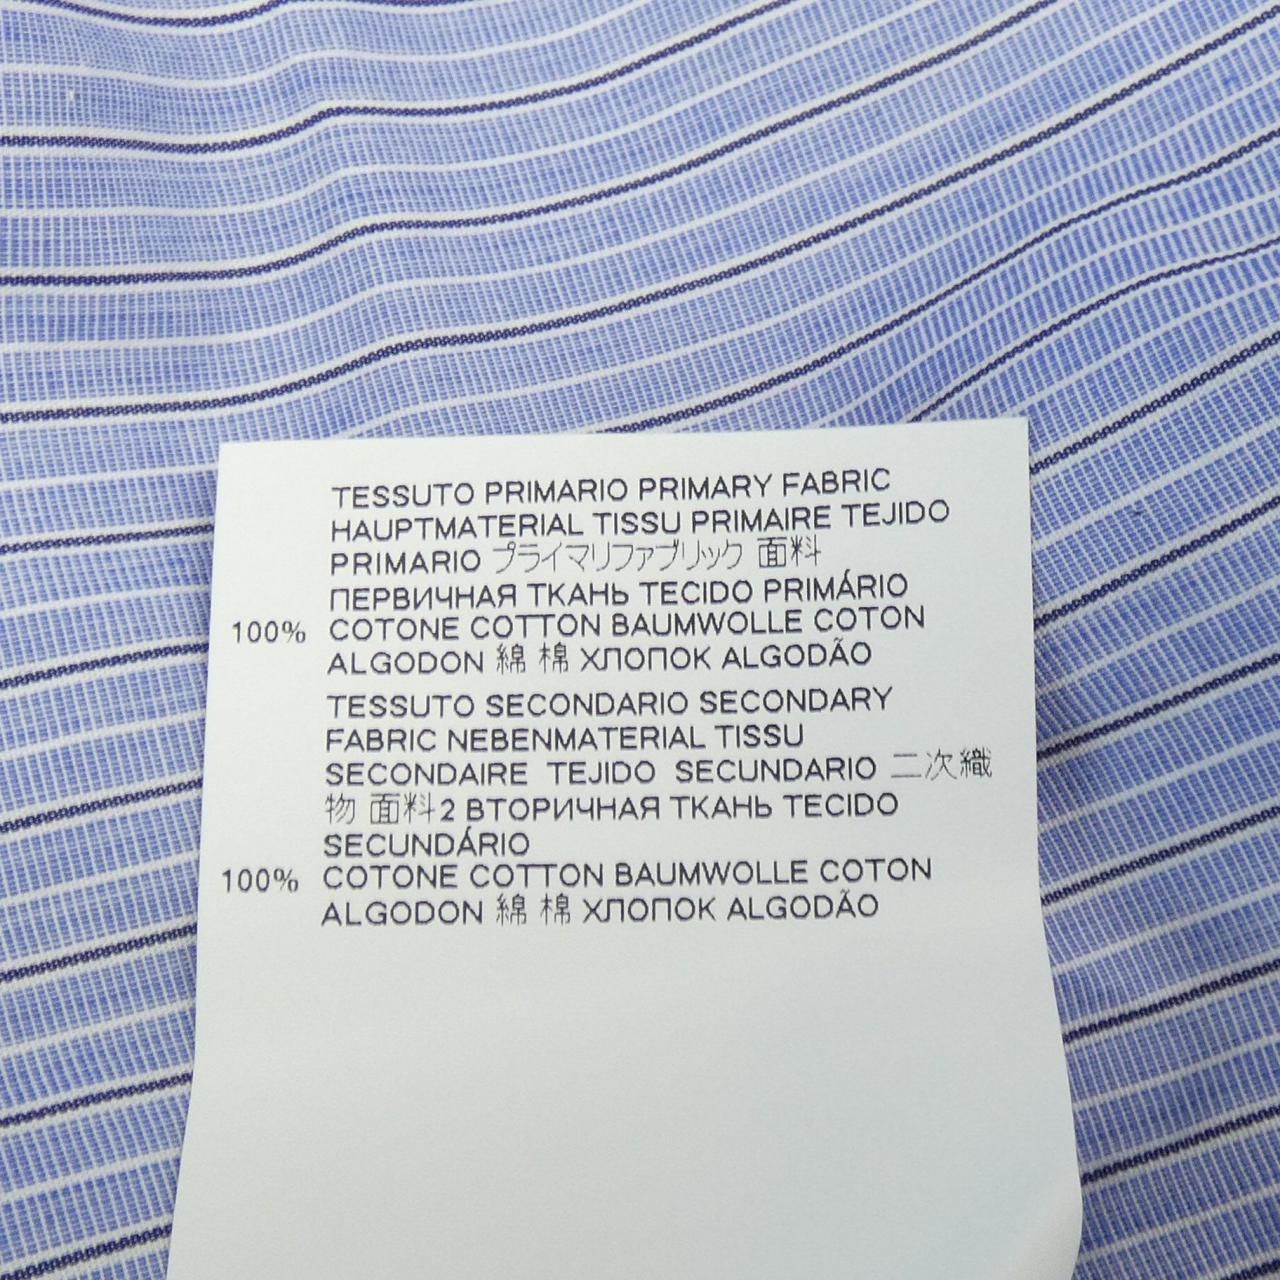 TESSUTO PRIMARIO PRIMARY FABRIC
HAUPTMATERIAL TISSU PRIMAIRE TEJIDO
PRIMARIO プライマリファブリック 面料
ПЕРВИЧНАЯ ТКАНЬ TECIDO PRIMÁRIO
100% COTONE COTTON BAUMWOLLE COTON
ALGODON 綿 棉 ХЛОПОК ALGODÃO
TESSUTO SECONDARIO SECONDARY
FABRIC NEBENMATERIAL TISSU
SECONDAIRE TEJIDO SECUNDARIO 二次織
物 面料2 ВТОРИЧНАЯ ТКАНЬ TECIDO
SECUNDÁRIO
100% COTONE COTTON BAUMWOLLE COTON
ALGODON 綿 棉 ХЛОПОК ALGODÃO